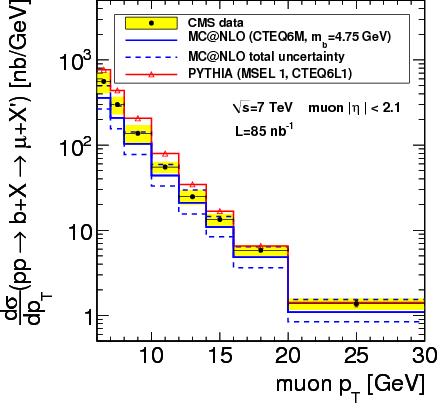 CMS data
MC@NLO (CTEQ6M, m_b=4.75 GeV)
MC@NLO total uncertainty
PYTHIA (MSEL 1, CTEQ6L1)
√s=7 TeV muon |η| < 2.1
L=85 nb⁻¹
dσ/dp_T (pp → b+X → μ+X') [nb/GeV]
10³
10²
10
1
10 15 20 25 30
muon p_T [GeV]